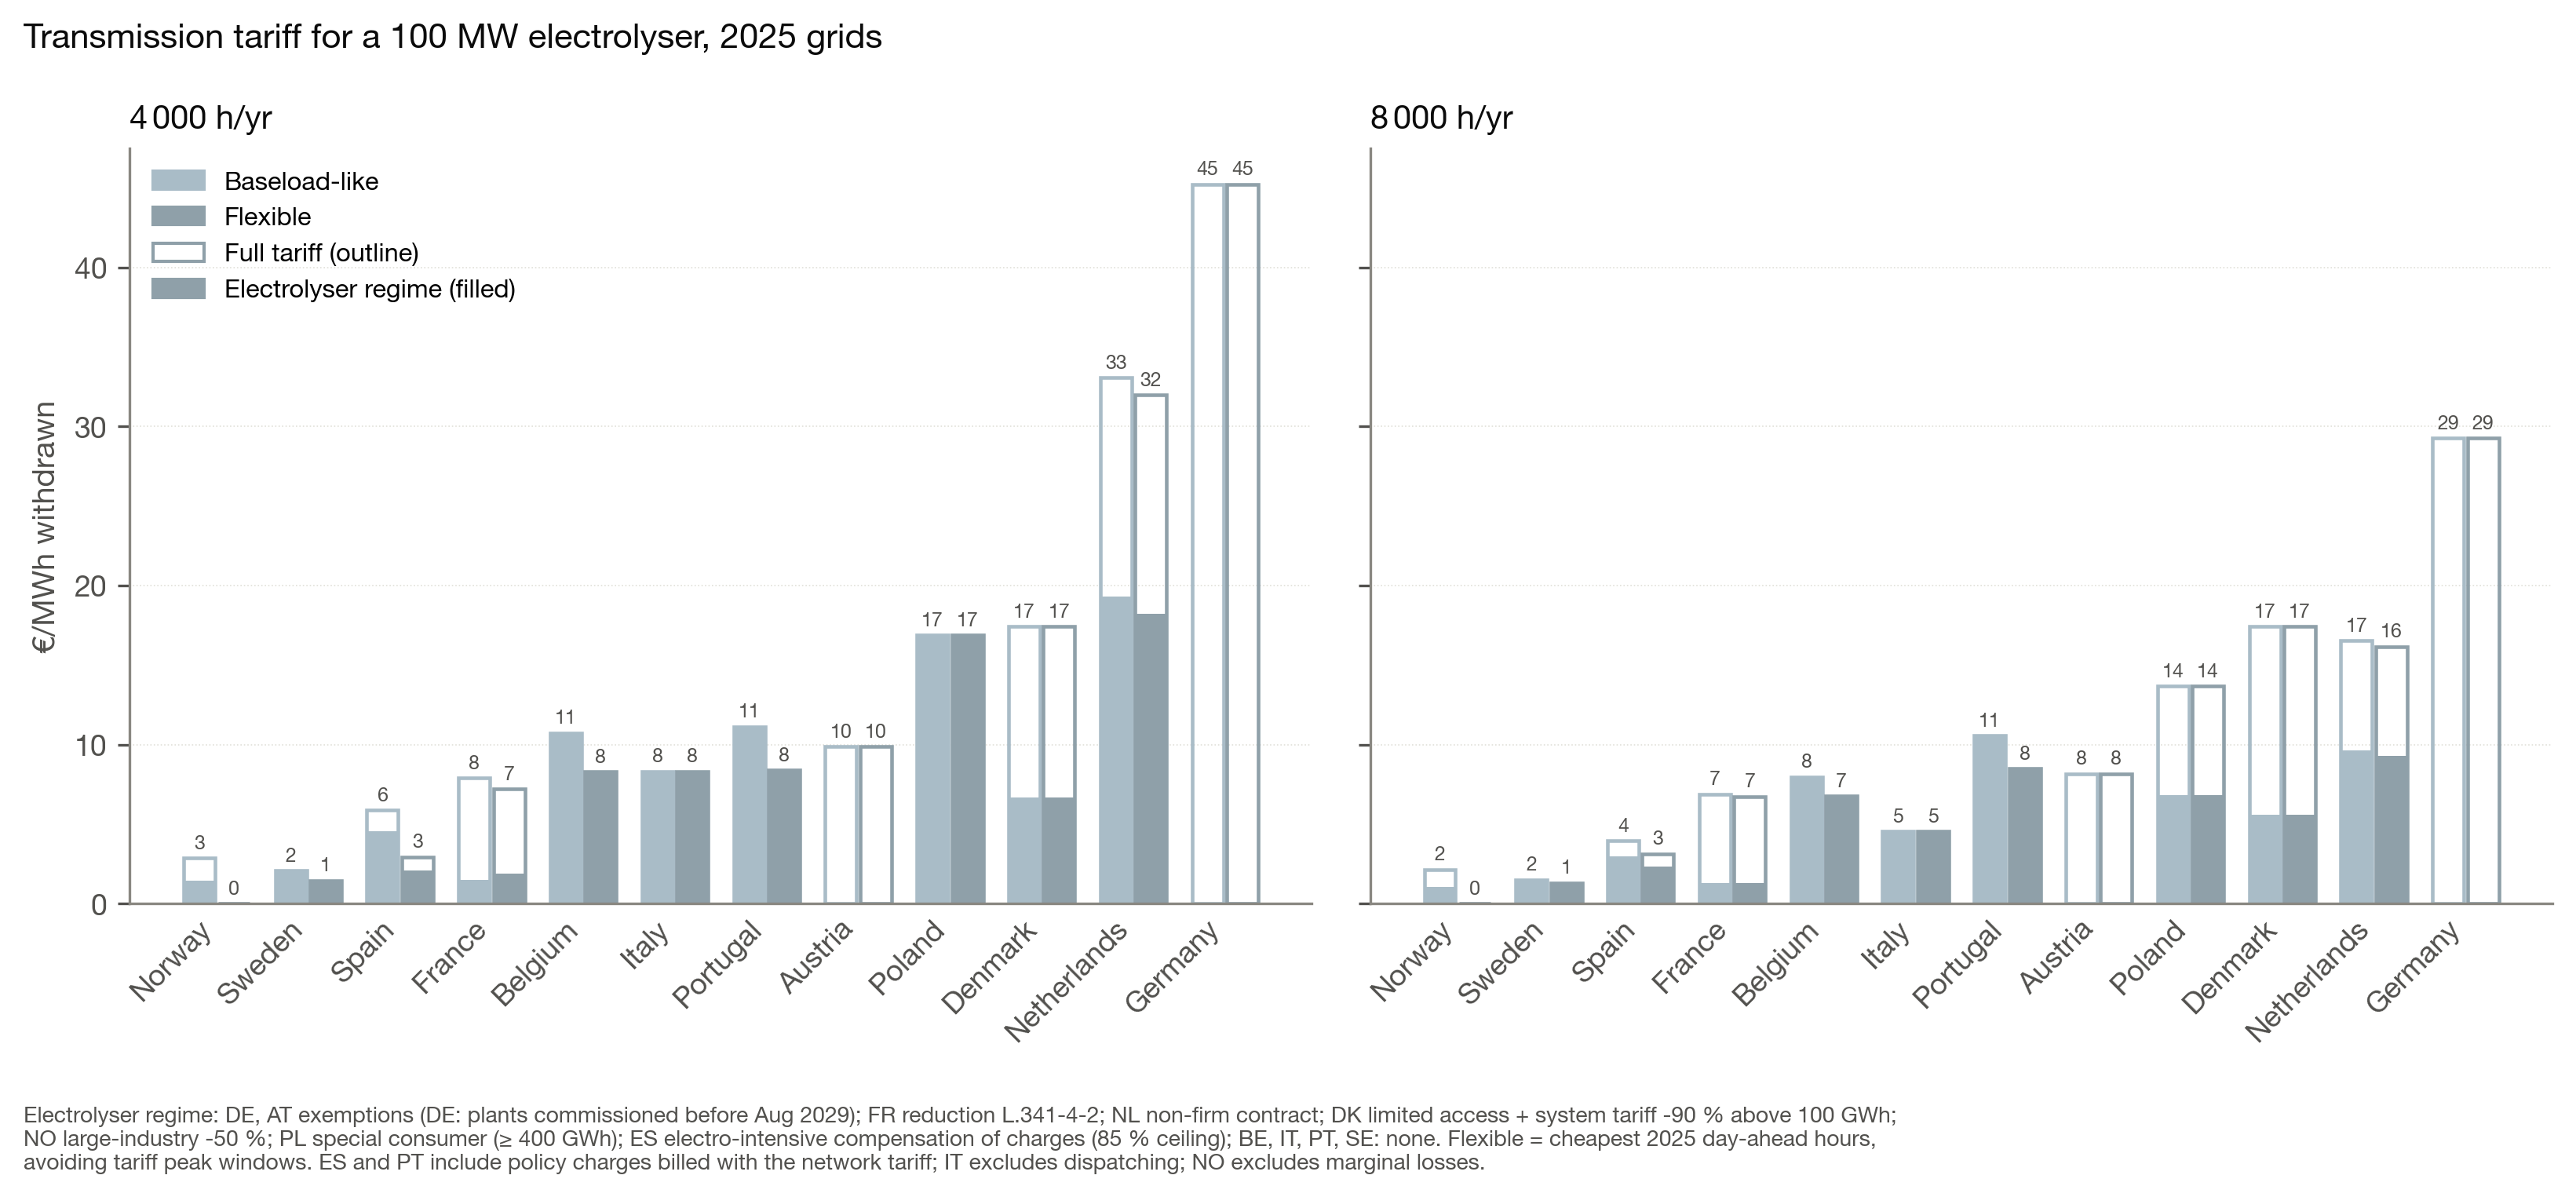 Transmission tariff for a 100 MW electrolyser, 2025 grids
4 000 h/yr
Baseload-like
Flexible
Full tariff (outline)
Electrolyser regime (filled)
€/MWh withdrawn
40
30
20
10
0
3 0 2 1 6 3 8 7 11 8 8 8 11 8 10 10 17 17 17 17 33 32 45 45
Norway Sweden Spain France Belgium Italy Portugal Austria Poland Denmark Netherlands Germany
8 000 h/yr
2 0 2 1 4 3 7 7 8 7 5 5 11 8 8 8 14 14 17 17 17 16 29 29
Norway Sweden Spain France Belgium Italy Portugal Austria Poland Denmark Netherlands Germany
Electrolyser regime: DE, AT exemptions (DE: plants commissioned before Aug 2029); FR reduction L.341-4-2; NL non-firm contract; DK limited access + system tariff -90 % above 100 GWh;
NO large-industry -50 %; PL special consumer (≥ 400 GWh); ES electro-intensive compensation of charges (85 % ceiling); BE, IT, PT, SE: none. Flexible = cheapest 2025 day-ahead hours,
avoiding tariff peak windows. ES and PT include policy charges billed with the network tariff; IT excludes dispatching; NO excludes marginal losses.